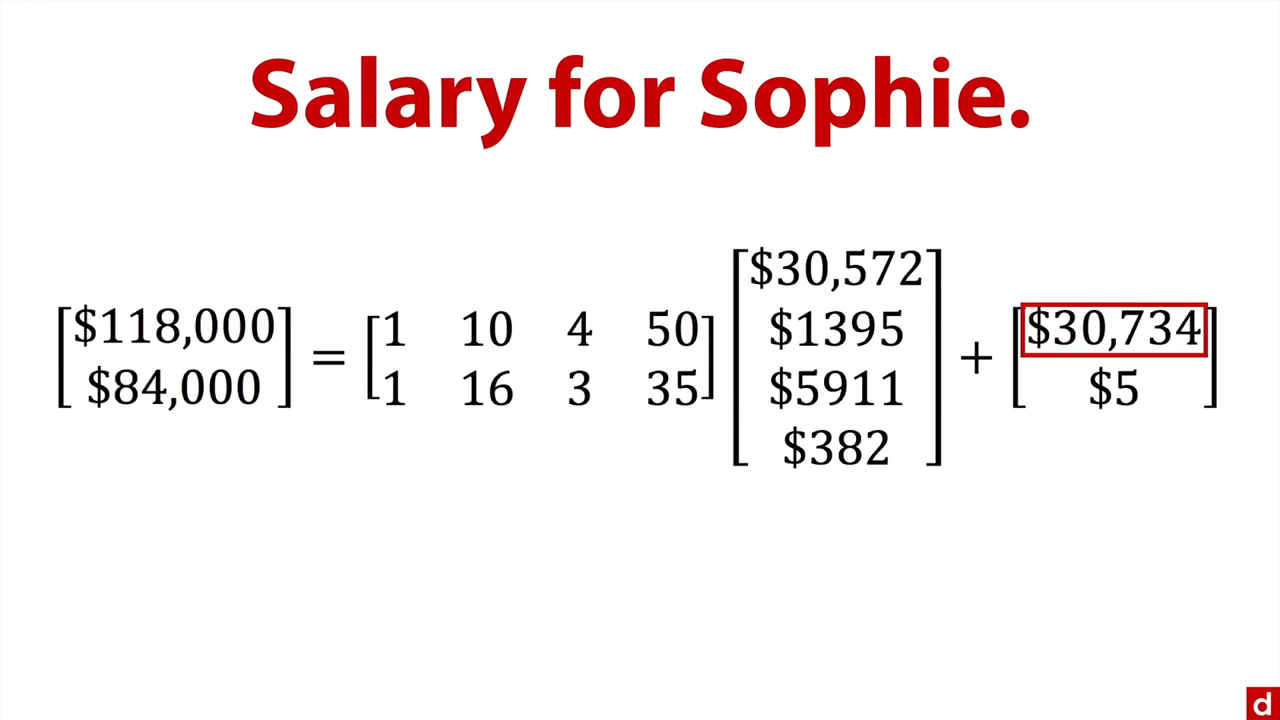 Salary for Sophie.
[$118,000 $84,000] = [1 10 4 50 1 16 3 35] [$30,572 $1395 $5911 $382] + [$30,734 $5]
d